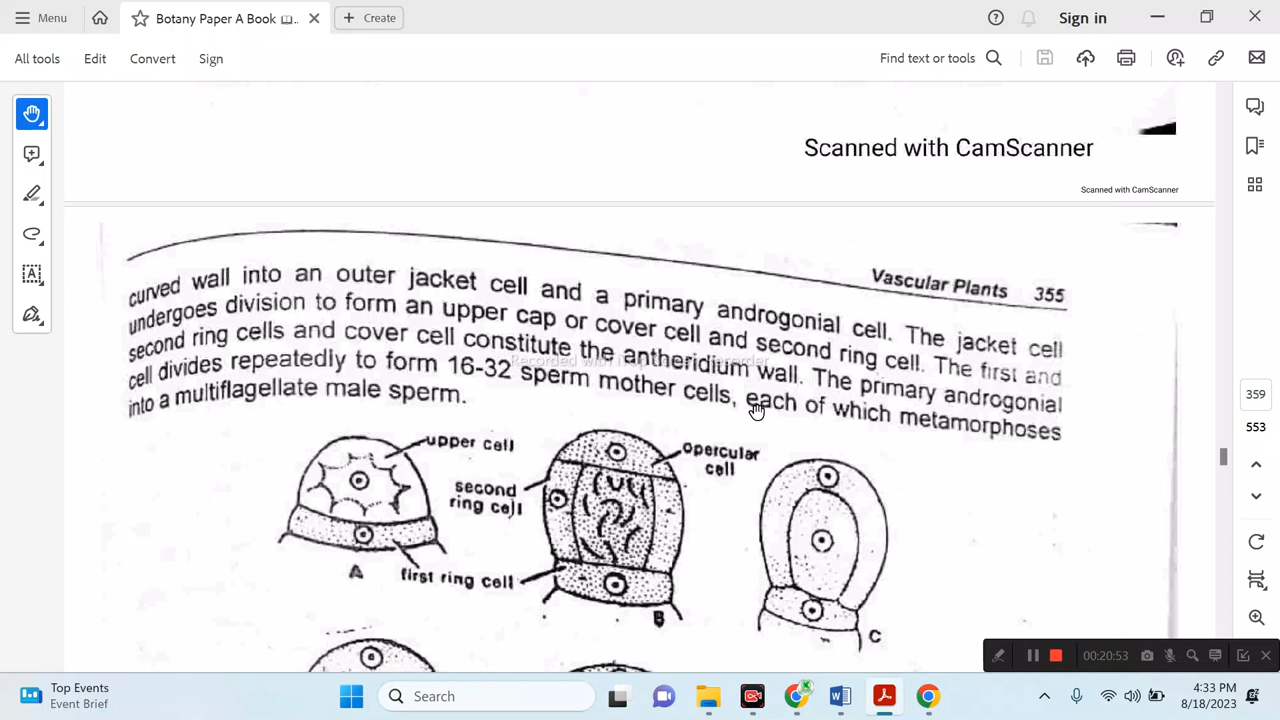 Menu
Botany Paper A Book
Create
Sign in
All tools
Edit
Convert
Sign
Find text or tools
Scanned with CamScanner
Scanned with CamScanner
Vascular Plants 355
curved wall into an outer jacket cell and a primary androgonial cell. The jacket cell
undergoes division to form an upper cap or cover cell and second ring cell. The first and
second ring cells and cover cell constitute the antheridium wall. The primary androgonial
cell divides repeatedly to form 16-32 sperm mother cells, each of which metamorphoses
into a multiflagellate male sperm.
upper cell
opercular
cell
second
ring cell
first ring cell
A
B
C
359
553
00:20:53
Top Events
Event Brief
Search
4:33 PM
8/18/2023